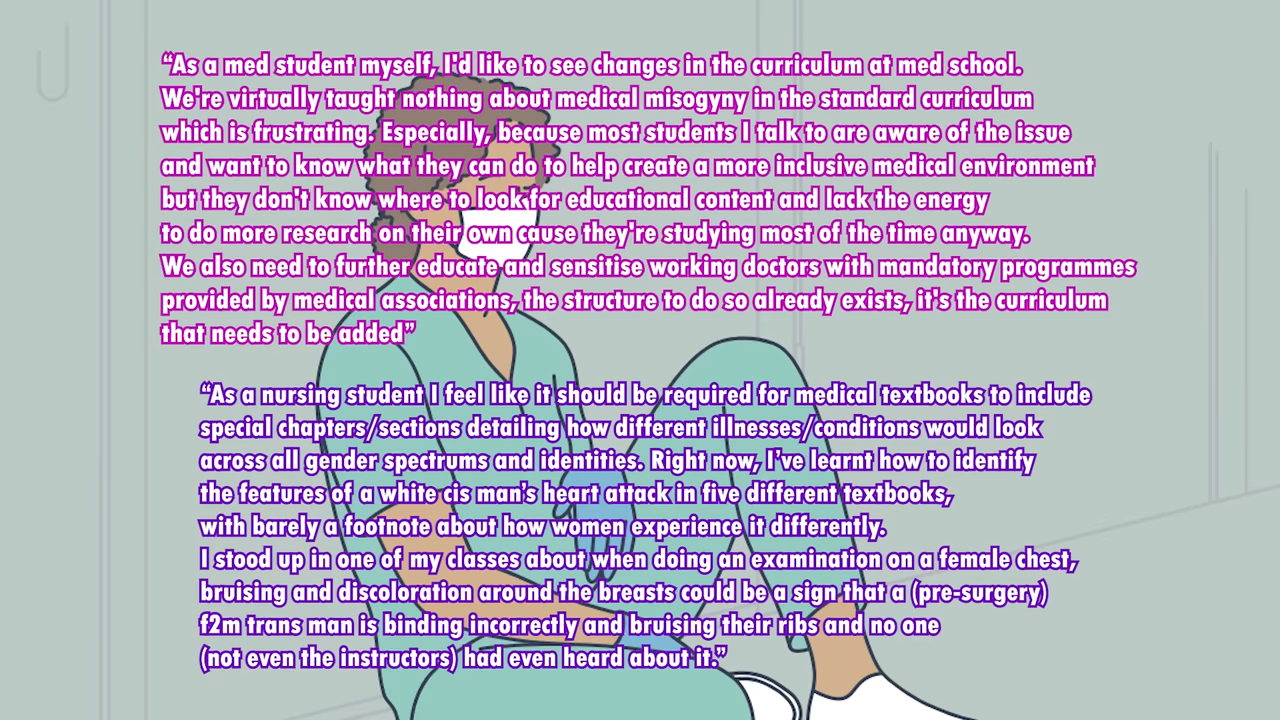 “As a med student myself, I'd like to see changes in the curriculum at med school.
We're virtually taught nothing about medical misogyny in the standard curriculum
which is frustrating. Especially, because most students I talk to are aware of the issue
and want to know what they can do to help create a more inclusive medical environment
but they don't know where to look for educational content and lack the energy
to do more research on their own cause they're studying most of the time anyway.
We also need to further educate and sensitise working doctors with mandatory programmes
provided by medical associations, the structure to do so already exists, it's the curriculum
that needs to be added”
“As a nursing student I feel like it should be required for medical textbooks to include
special chapters/sections detailing how different illnesses/conditions would look
across all gender spectrums and identities. Right now, I’ve learnt how to identify
the features of a white cis man’s heart attack in five different textbooks,
with barely a footnote about how women experience it differently.
I stood up in one of my classes about when doing an examination on a female chest,
bruising and discoloration around the breasts could be a sign that a (pre-surgery)
f2m trans man is binding incorrectly and bruising their ribs and no one
(not even the instructors) had even heard about it.”